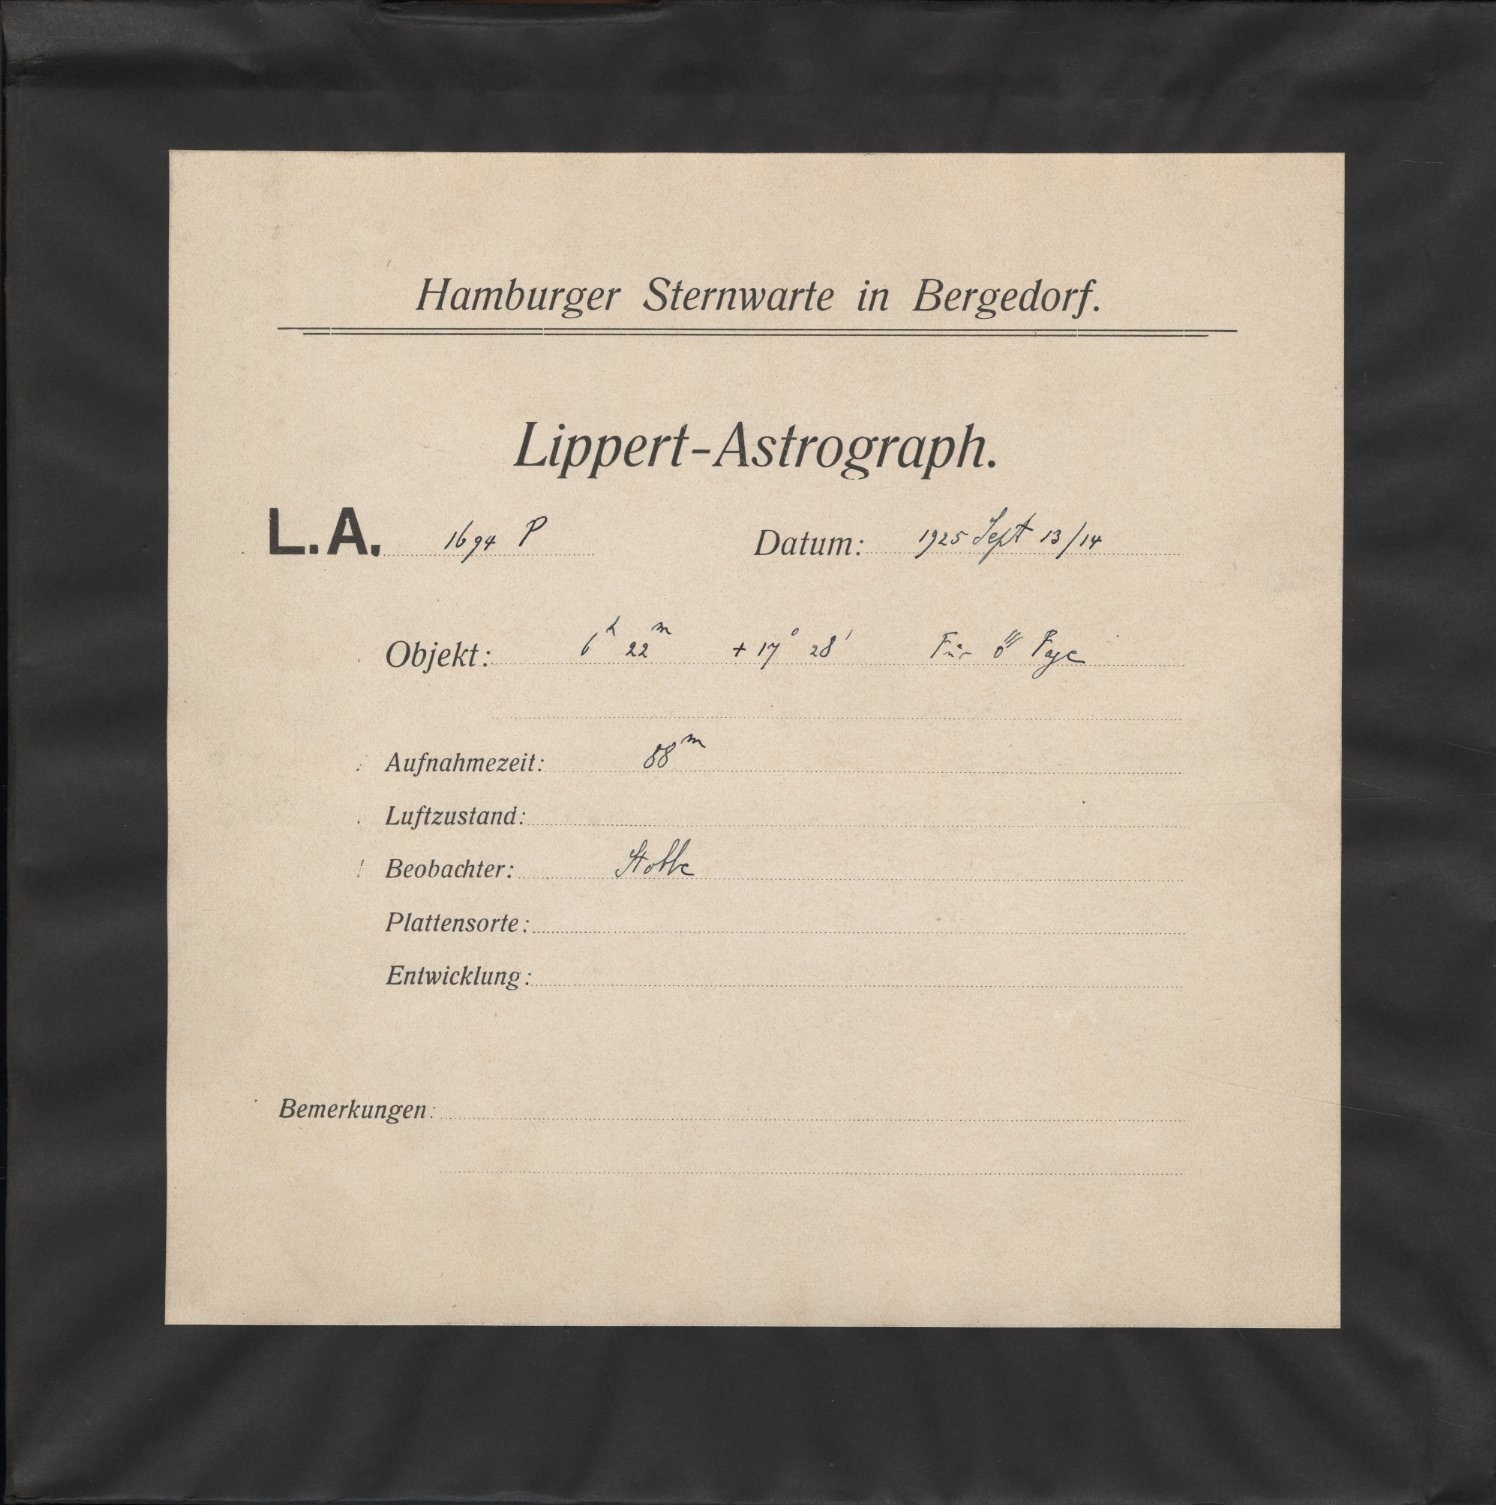 Hamburger Sternwarte in Bergedorf.
Lippert-Astrograph.
L.A. 1694 P Datum: 1925 Sept 13/14
Objekt: 6h 22m +17° 28' Für ☄ Faye
Aufnahmezeit: 88m
Luftzustand:
Beobachter: Stobbe
Plattensorte:
Entwicklung:
Bemerkungen: